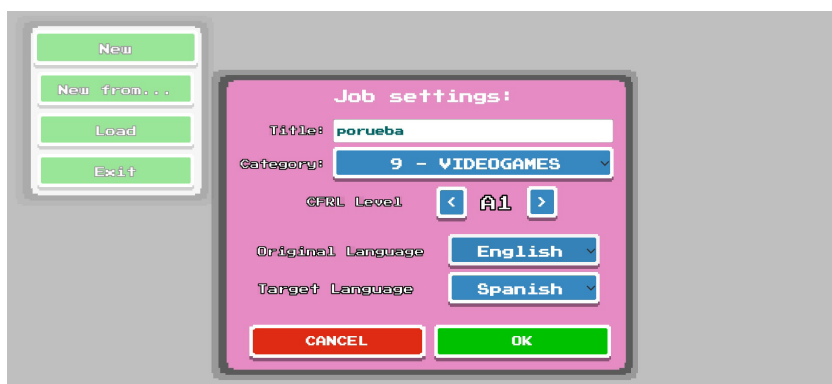 New
New from...
Load
Exit
Job settings:
Title: porueba
Category: 9 - VIDEOGAMES
CFRL Level < A1 >
Original Language English
Target Language Spanish
CANCEL OK